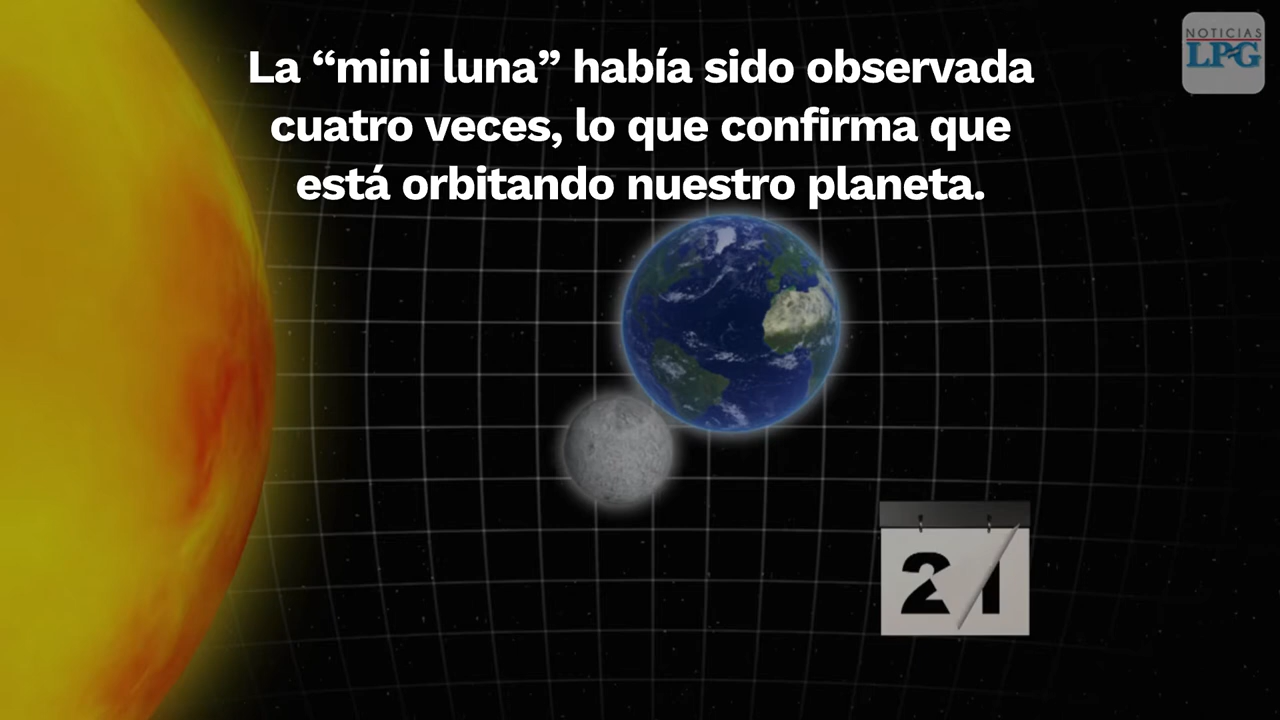 La “mini luna” había sido observada
cuatro veces, lo que confirma que
está orbitando nuestro planeta.
NOTICIAS
LPG
21